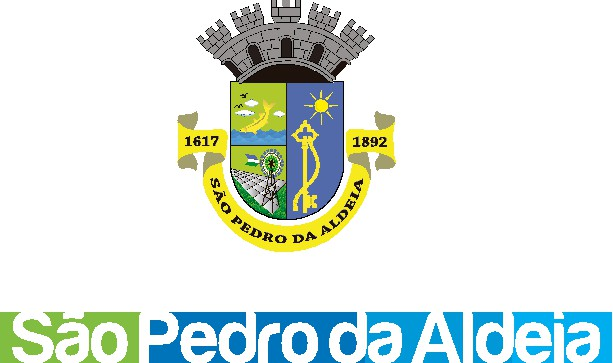 1617
1892
SÃO PEDRO DA ALDEIA
São Pedro da Aldeia